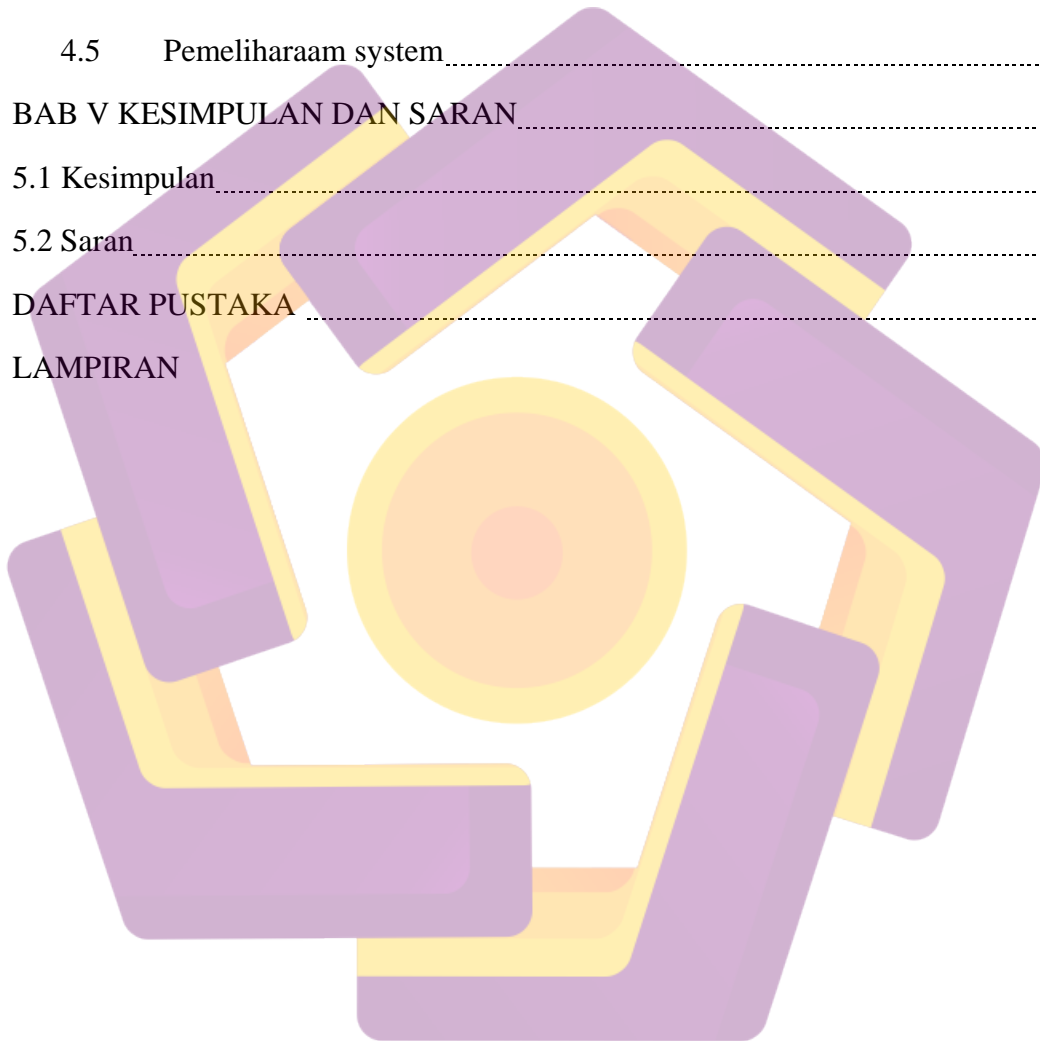 4.5 Pemeliharaam system
BAB V KESIMPULAN DAN SARAN
5.1 Kesimpulan
5.2 Saran
DAFTAR PUSTAKA
LAMPIRAN